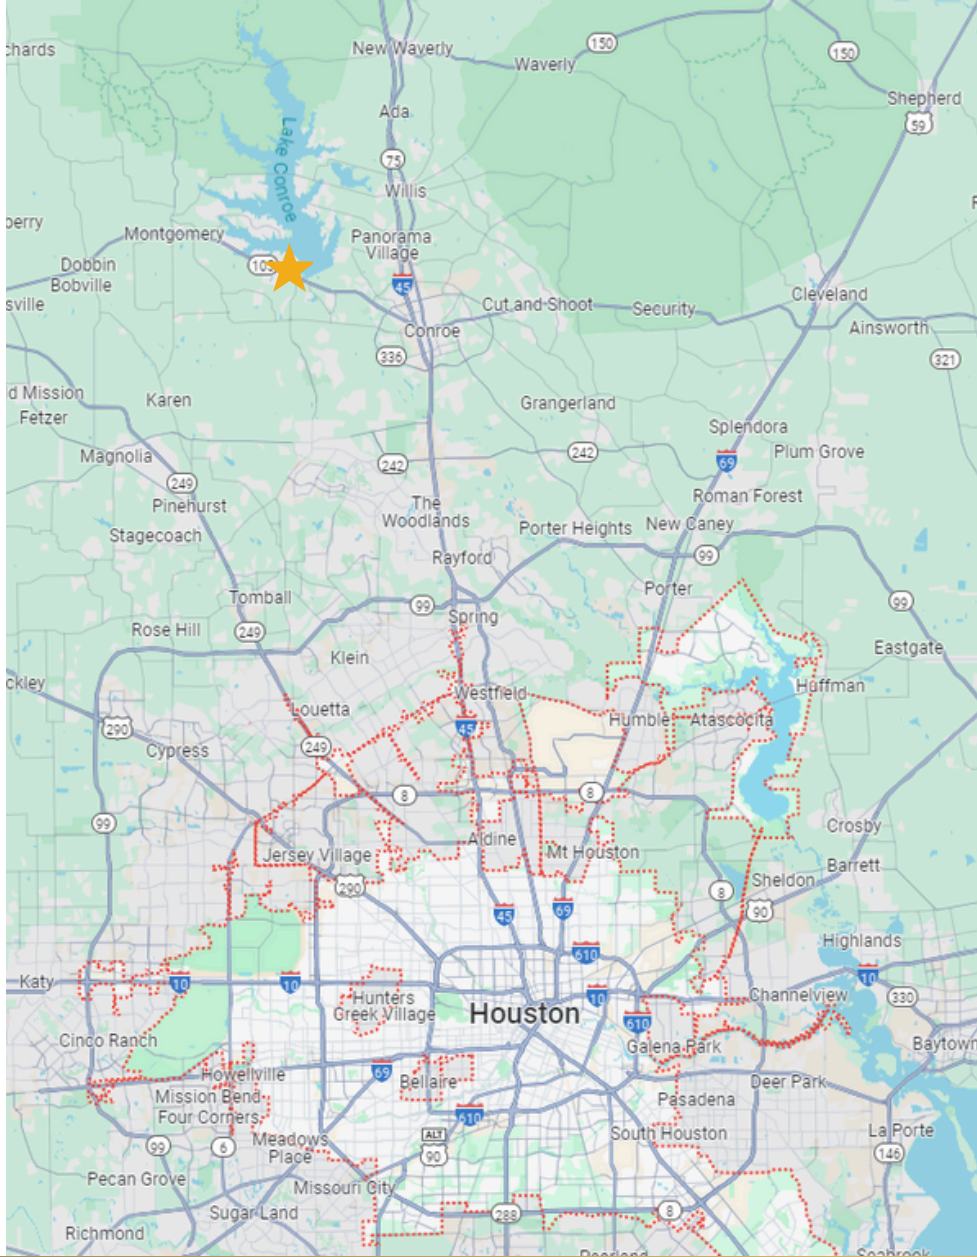 chards
New Waverly
150
150
Waverly
Shepherd
59
Ada
Lake Conroe
75
Willis
berry
Montgomery
Panorama
Village
Dobbin
Bobville
sville
45
Cleveland
Cut and Shoot
Security
Ainsworth
Conroe
336
321
d Mission
Fetzer
Karen
Grangerland
Splendora
Magnolia
242
242
69
Plum Grove
249
Pinehurst
The
Woodlands
Roman Forest
Stagecoach
Porter Heights
New Caney
Rayford
99
Porter
Tomball
99
99
Spring
Rose Hill
249
Klein
Eastgate
ckley
Westfield
Huffman
Louetta
Humble
Atascocita
290
45
Cypress
249
8
8
99
Crosby
Aldine
Jersey Village
Mt Houston
Barrett
290
Sheldon
8
90
45
69
Highlands
610
Katy
10
10
10
10
330
Hunters
Creek Village
Channelview
Houston
610
Cinco Ranch
Galena Park
Baytown
Howellville
69
Bellaire
Deer Park
Mission Bend
Four Corners
Pasadena
610
South Houston
La Porte
99
6
Meadows
Place
ALT
90
146
Pecan Grove
Missouri City
Sugar Land
288
8
Richmond